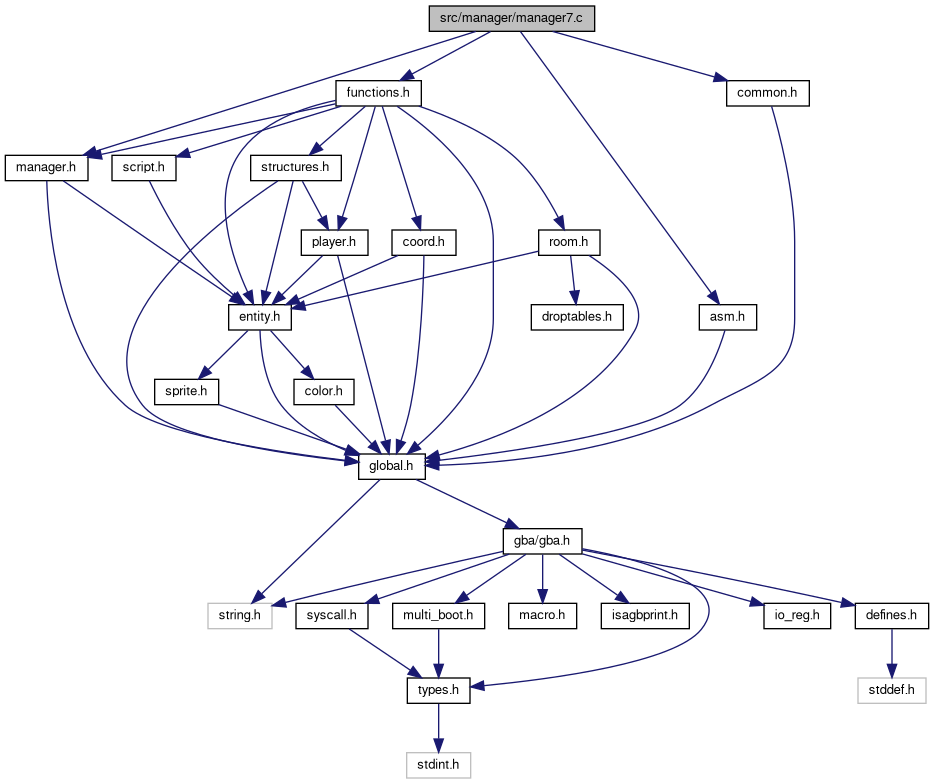 src/manager/manager7.c
functions.h
common.h
manager.h
script.h
structures.h
player.h
coord.h
room.h
entity.h
droptables.h
asm.h
sprite.h
color.h
global.h
gba/gba.h
string.h
syscall.h
multi_boot.h
macro.h
isagbprint.h
io_reg.h
defines.h
types.h
stddef.h
stdint.h